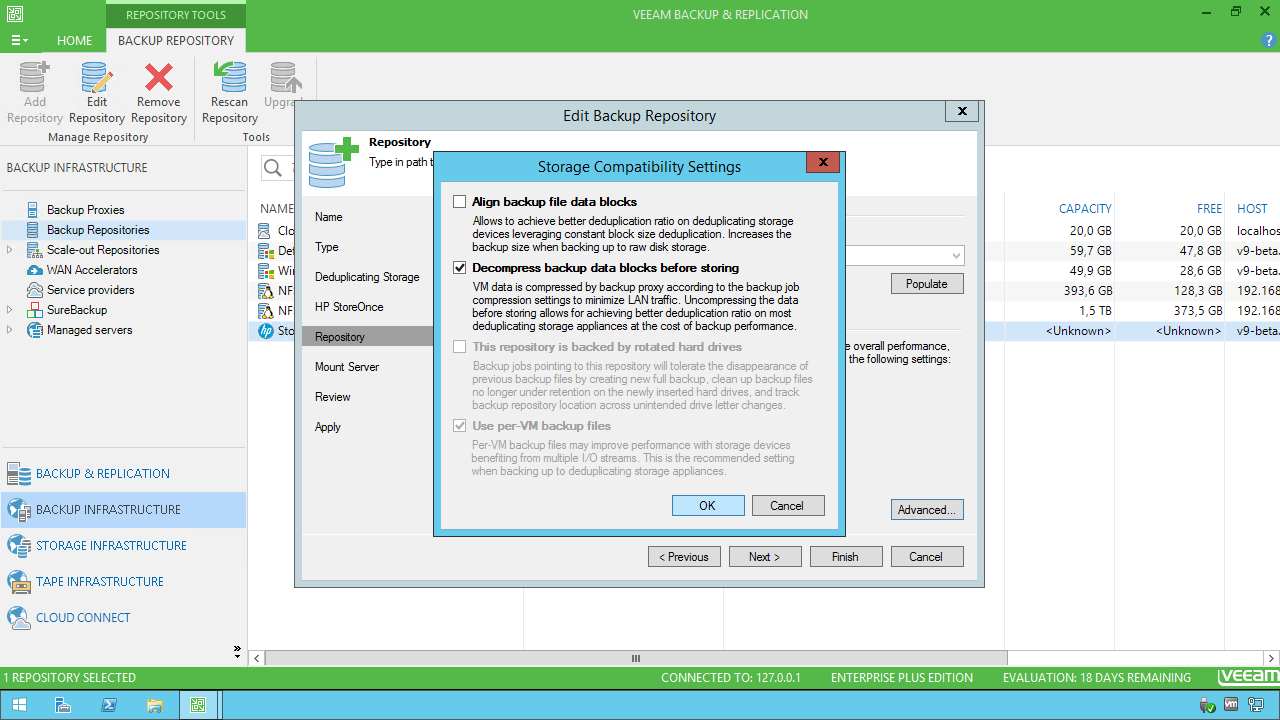 REPOSITORY TOOLS
VEEAM BACKUP & REPLICATION
HOME
BACKUP REPOSITORY
Add Repository
Edit Repository
Remove Repository
Rescan Repository
Manage Repository
Tools
BACKUP INFRASTRUCTURE
Backup Proxies
Backup Repositories
Scale-out Repositories
WAN Accelerators
Service providers
SureBackup
Managed servers
BACKUP & REPLICATION
BACKUP INFRASTRUCTURE
STORAGE INFRASTRUCTURE
TAPE INFRASTRUCTURE
CLOUD CONNECT
NAME
CAPACITY FREE HOST
20,0 GB 20,0 GB
59,7 GB 47,8 GB v9-beta.
49,9 GB 28,6 GB v9-beta.
NF 393,6 GB 128,3 GB 192.168
NF 1,5 TB 373,5 GB 192.168
hp Sto <Unknown> <Unknown> v9-beta.
Edit Backup Repository
Repository
Type in path t
Name
Type
Deduplicating Storage
HP StoreOnce
Repository
Mount Server
Review
Apply
Populate
e overall performance,
the following settings:
Advanced...
< Previous Next > Finish Cancel
Storage Compatibility Settings
Align backup file data blocks
Allows to achieve better deduplication ratio on deduplicating storage
devices leveraging constant block size deduplication. Increases the
backup size when backing up to raw disk storage.
Decompress backup data blocks before storing
VM data is compressed by backup proxy according to the backup job
compression settings to minimize LAN traffic. Uncompressing the data
before storing allows for achieving better deduplication ratio on most
deduplicating storage appliances at the cost of backup performance.
This repository is backed by rotated hard drives
Backup jobs pointing to this repository will tolerate the disappearance of
previous backup files by creating new full backup, clean up backup files
no longer under retention on the newly inserted hard drives, and track
backup repository location across unintended drive letter changes.
Use per-VM backup files
Per-VM backup files may improve performance with storage devices
benefiting from multiple I/O streams. This is the recommended setting
when backing up to deduplicating storage appliances.
OK Cancel
1 REPOSITORY SELECTED
CONNECTED TO: 127.0.0.1
ENTERPRISE PLUS EDITION
EVALUATION: 18 DAYS REMAINING
veeam